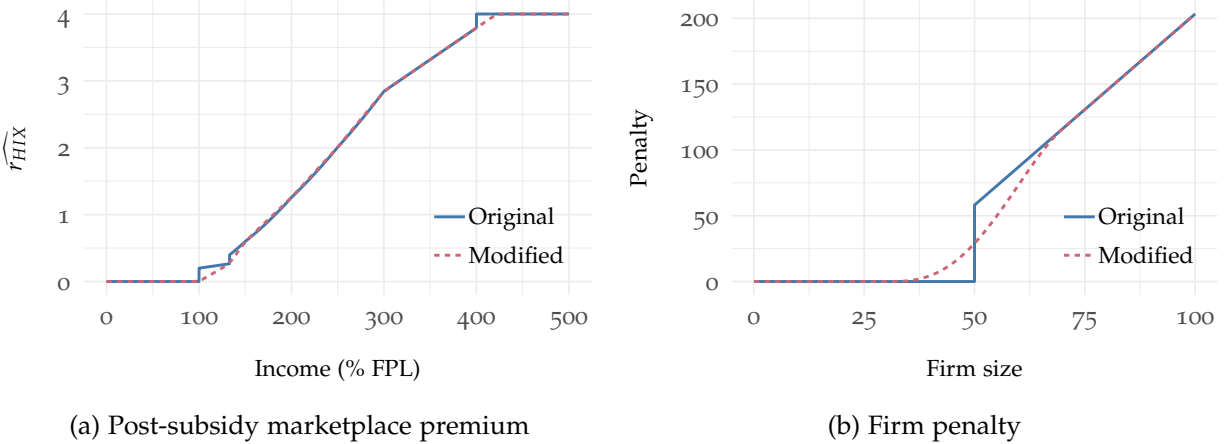 4
3
2
1
0
r_HIX
Original
Modified
0 100 200 300 400 500
Income (% FPL)
(a) Post-subsidy marketplace premium
200
150
100
50
0
Penalty
Original
Modified
0 25 50 75 100
Firm size
(b) Firm penalty